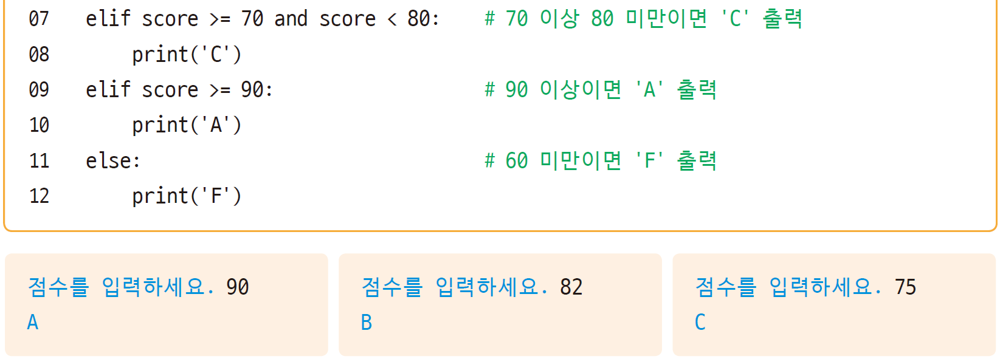 07 elif score >= 70 and score < 80: # 70 이상 80 미만이면 'C' 출력
08 print('C')
09 elif score >= 90: # 90 이상이면 'A' 출력
10 print('A')
11 else: # 60 미만이면 'F' 출력
12 print('F')
점수를 입력하세요. 90
A
점수를 입력하세요. 82
B
점수를 입력하세요. 75
C